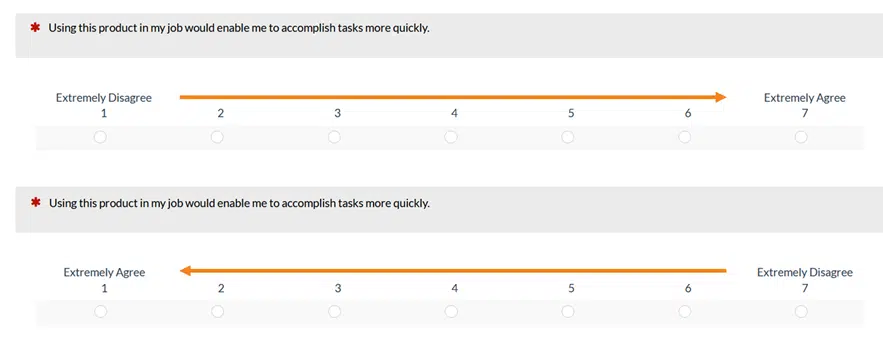 * Using this product in my job would enable me to accomplish tasks more quickly.
Extremely Disagree Extremely Agree
1 2 3 4 5 6 7
* Using this product in my job would enable me to accomplish tasks more quickly.
Extremely Agree Extremely Disagree
1 2 3 4 5 6 7